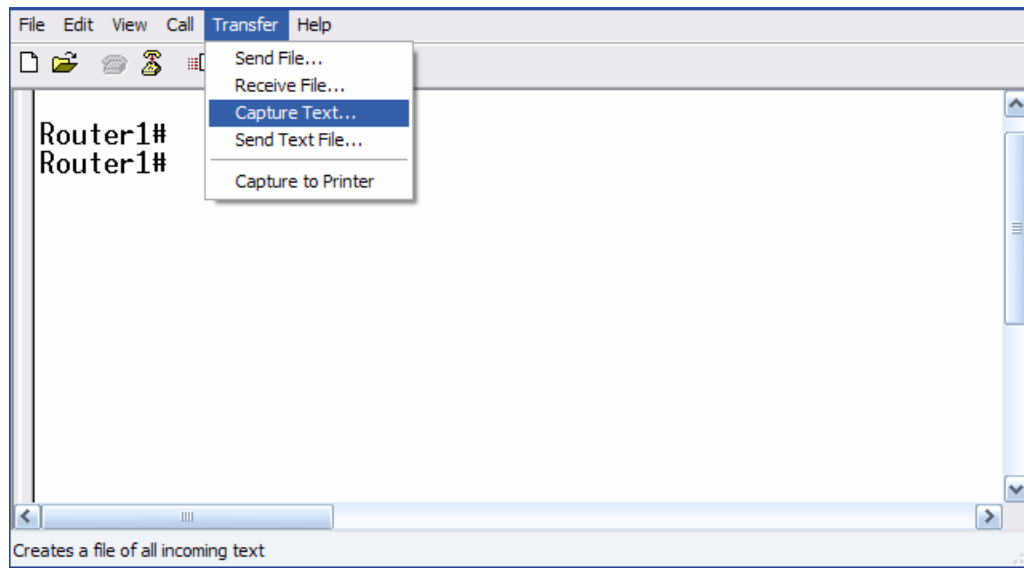 File Edit View Call Transfer Help
Send File...
Receive File...
Capture Text...
Send Text File...
Capture to Printer
Router1#
Router1#
Creates a file of all incoming text